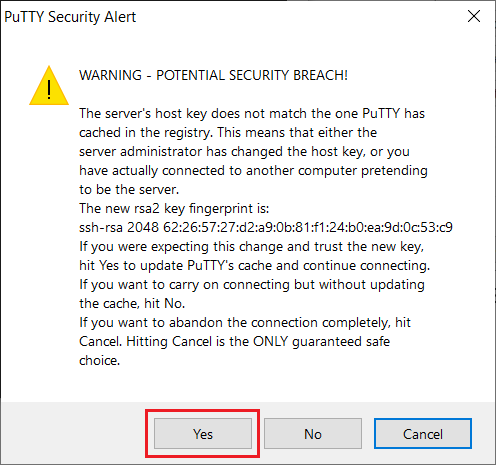 PuTTY Security Alert
WARNING - POTENTIAL SECURITY BREACH!
The server's host key does not match the one PuTTY has
cached in the registry. This means that either the
server administrator has changed the host key, or you
have actually connected to another computer pretending
to be the server.
The new rsa2 key fingerprint is:
ssh-rsa 2048 62:26:57:27:d2:a9:0b:81:f1:24:b0:ea:9d:0c:53:c9
If you were expecting this change and trust the new key,
hit Yes to update PuTTY's cache and continue connecting.
If you want to carry on connecting but without updating
the cache, hit No.
If you want to abandon the connection completely, hit
Cancel. Hitting Cancel is the ONLY guaranteed safe
choice.
Yes
No
Cancel